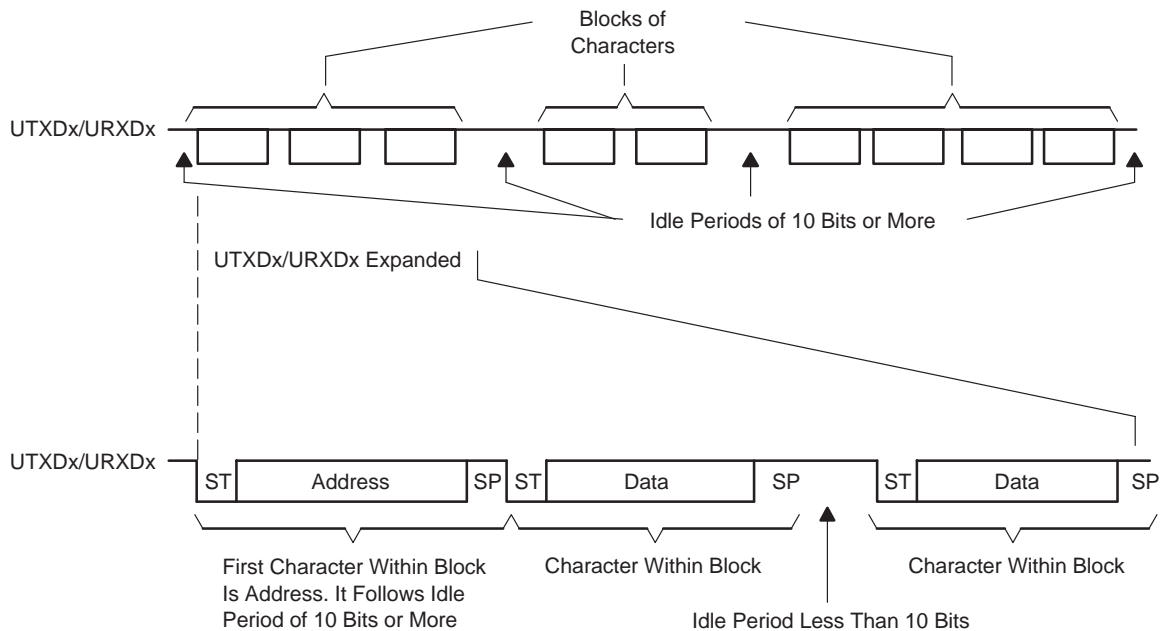 Blocks of
Characters
UTXDx/URXDx
Idle Periods of 10 Bits or More
UTXDx/URXDx Expanded
UTXDx/URXDx
ST
Address
SP
ST
Data
SP
ST
Data
SP
First Character Within Block
Is Address. It Follows Idle
Period of 10 Bits or More
Character Within Block
Character Within Block
Idle Period Less Than 10 Bits